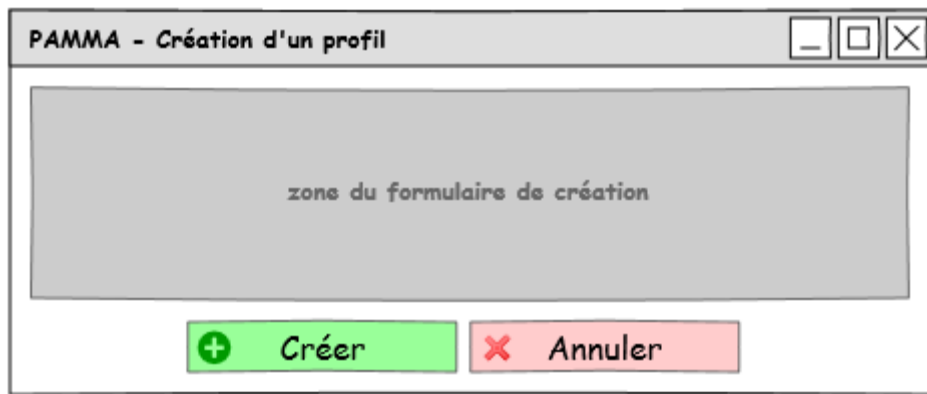 PAMMA - Création d'un profil
zone du formulaire de création
Créer
Annuler